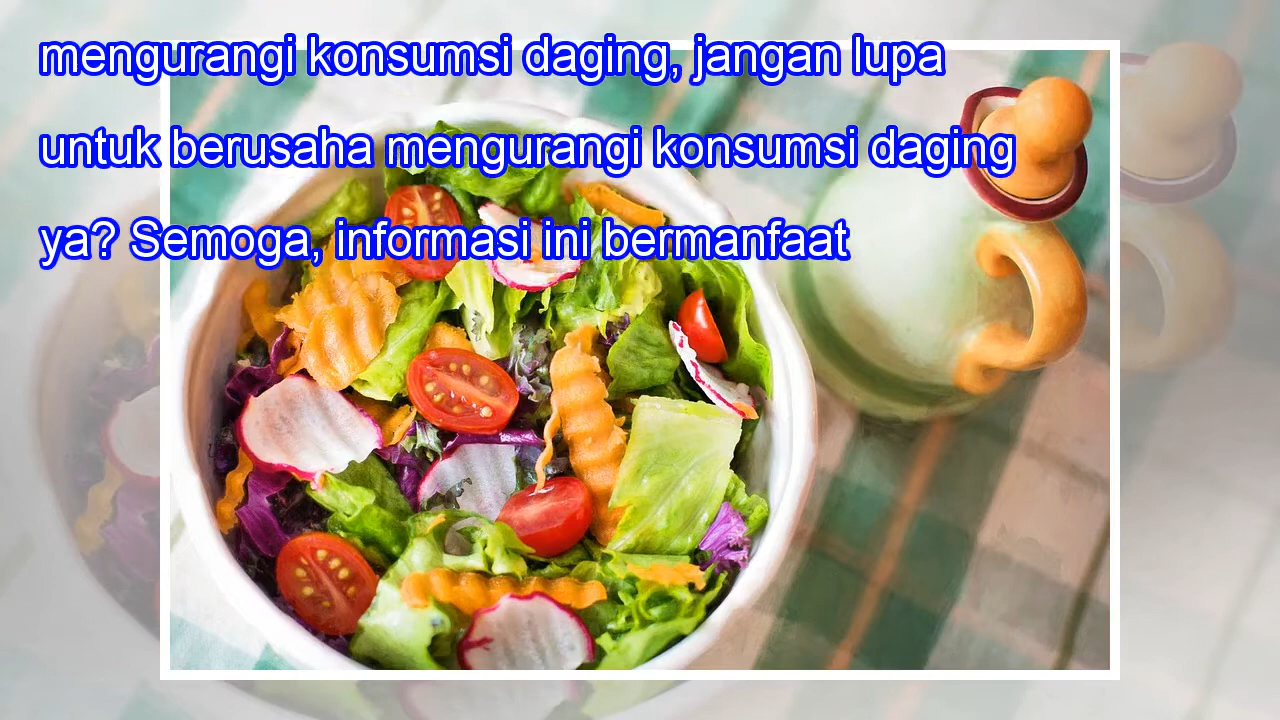 mengurangi konsumsi daging, jangan lupa
untuk berusaha mengurangi konsumsi daging
ya? Semoga, informasi ini bermanfaat